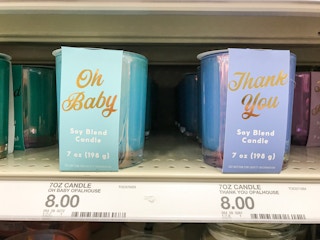 Oh
Baby
Soy Blend
Candle
7 oz (198 g)
Thank
You
Soy Blend
Candle
7 oz (198 g)
7OZ CANDLE
OH BABY OPALHOUSE
8.00
7OZ CANDLE
THANK YOU OPALHOUSE
8.00